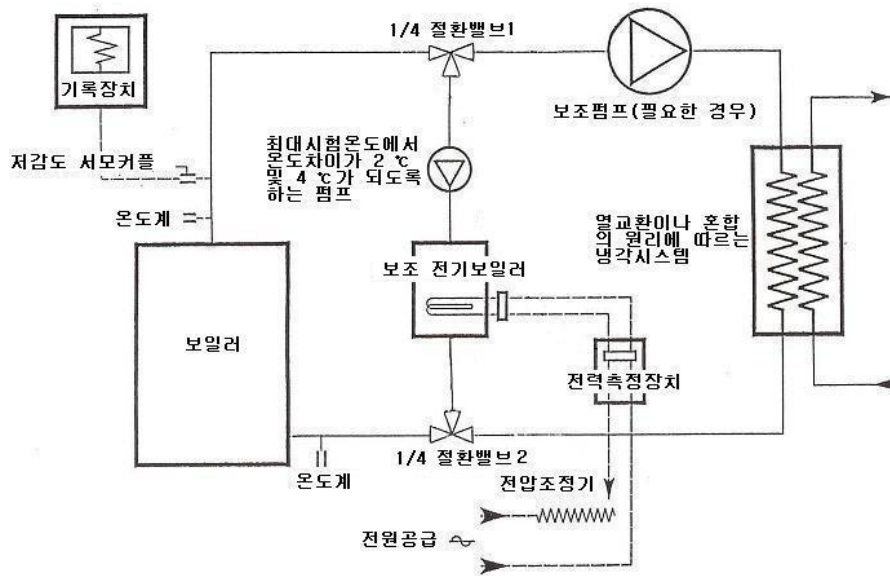 1/4 절환밸브1
기록장치
보조펌프(필요한 경우)
저감도 서모커플
최대시험온도에서
온도차이가 2 ℃
및 4 ℃가 되도록
하는 펌프
온도계
열교환이나 혼합
의 원리에 따르는
냉각시스템
보조 전기보일러
보일러
전력측정장치
1/4 절환밸브2
온도계
전압조정기
전원공급